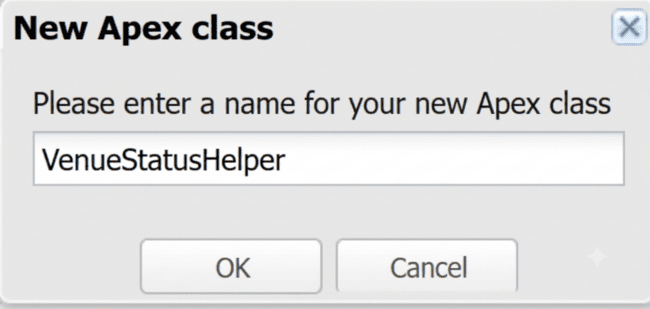 New Apex class
Please enter a name for your new Apex class
VenueStatusHelper
OK
Cancel